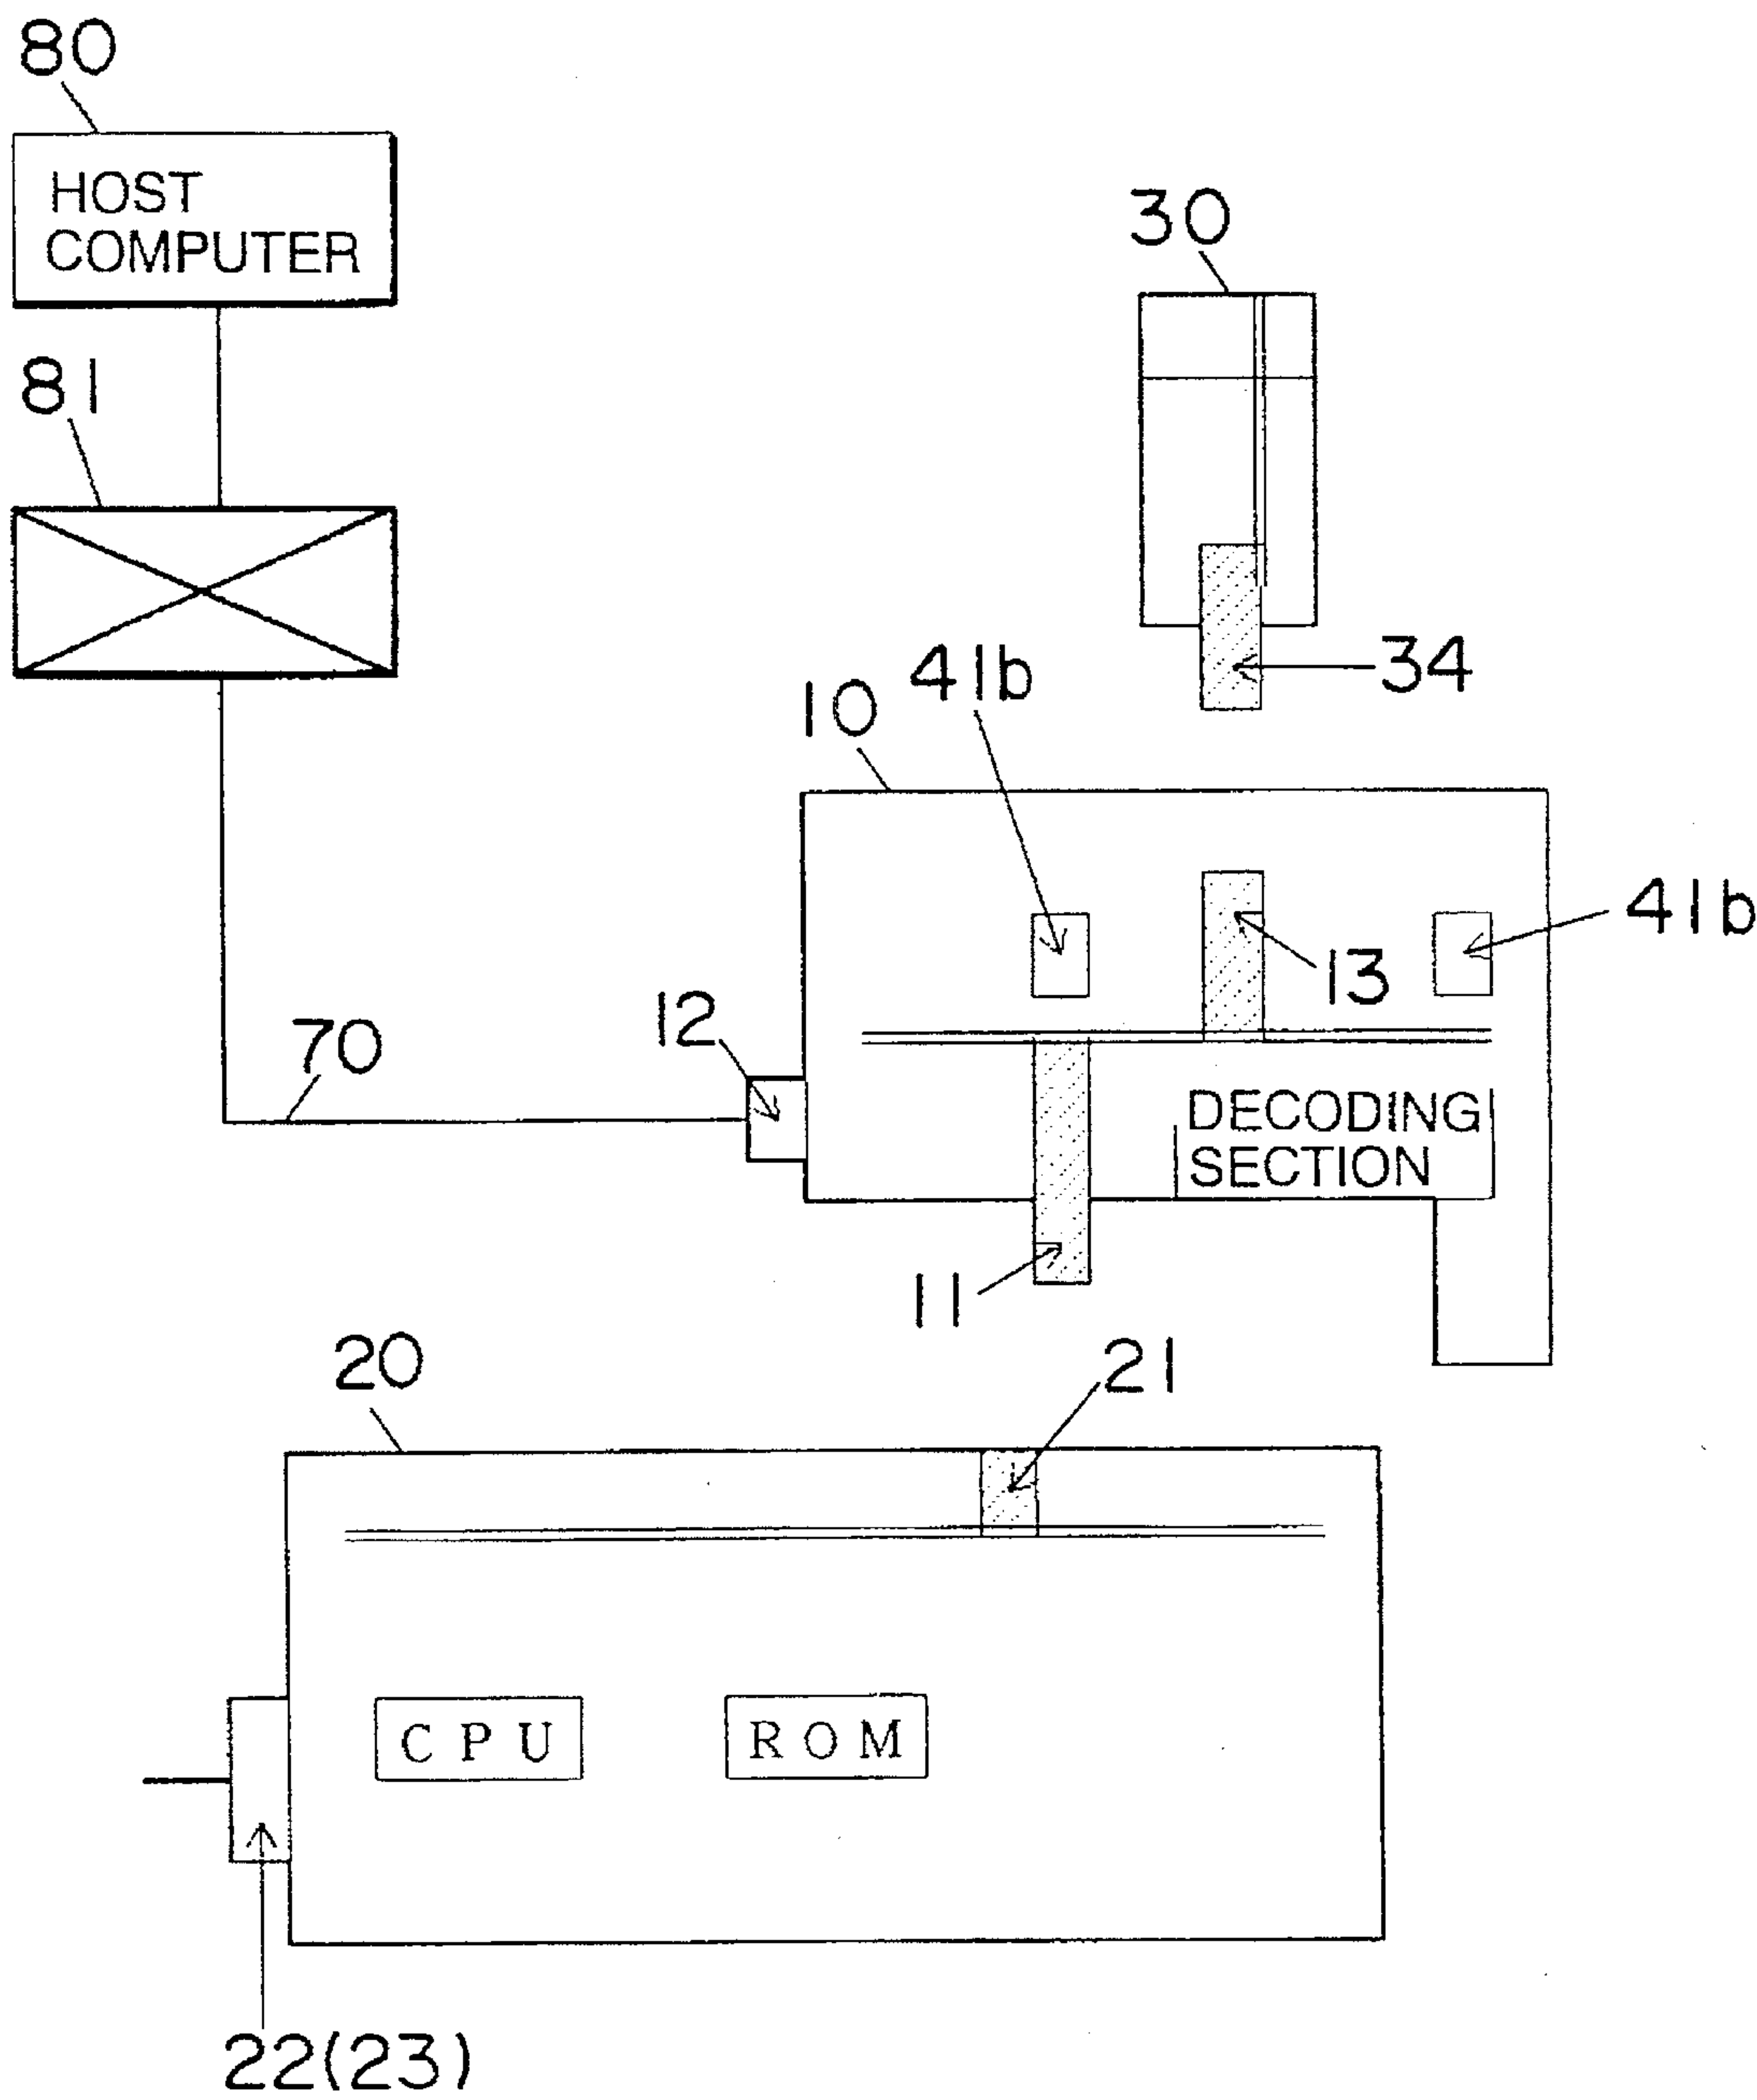 80
HOST
COMPUTER
30
81
34
41b
10
41b
13
12
70
DECODING
SECTION
11
20
21
CPU
ROM
22(23)